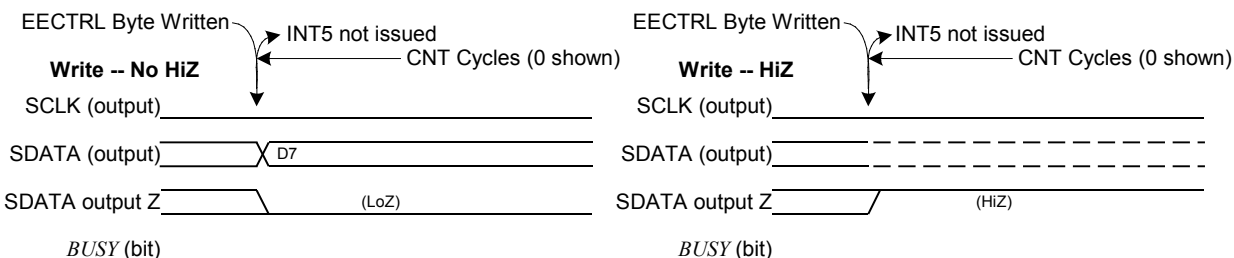 EECTRL Byte Written
INT5 not issued
CNT Cycles (0 shown)
Write -- No HiZ
SCLK (output)
SDATA (output)
D7
SDATA output Z
(LoZ)
BUSY (bit)
EECTRL Byte Written
INT5 not issued
CNT Cycles (0 shown)
Write -- HiZ
SCLK (output)
SDATA (output)
SDATA output Z
(HiZ)
BUSY (bit)